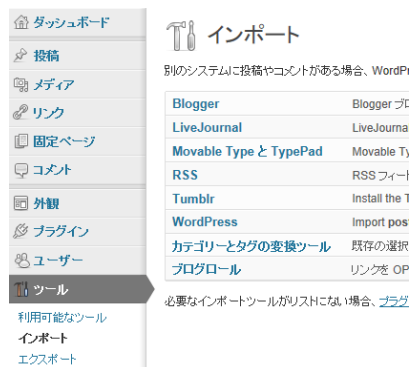 ダッシュボード
投稿
メディア
リンク
固定ページ
コメント
外観
プラグイン
ユーザー
ツール
利用可能なツール
インポート
エクスポート
インポート
別のシステムに投稿やコメントがある場合、WordPr
Blogger Blogger ブロ
LiveJournal LiveJourna
Movable Type と TypePad Movable Ty
RSS RSS フィート
Tumblr Install the T
WordPress Import post
カテゴリーとタグの変換ツール 既存の選択
ブログロール リンクを OP
必要なインポートツールがリストにない場合、プラグ